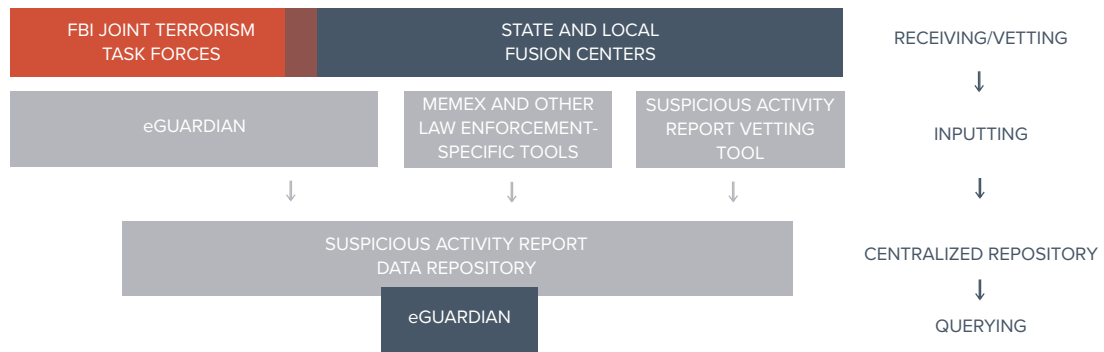 FBI JOINT TERRORISM
TASK FORCES
STATE AND LOCAL
FUSION CENTERS
RECEIVING/VETTING
eGUARDIAN
MEMEX AND OTHER
LAW ENFORCEMENT-
SPECIFIC TOOLS
SUSPICIOUS ACTIVITY
REPORT VETTING
TOOL
INPUTTING
SUSPICIOUS ACTIVITY REPORT
DATA REPOSITORY
CENTRALIZED REPOSITORY
eGUARDIAN
QUERYING